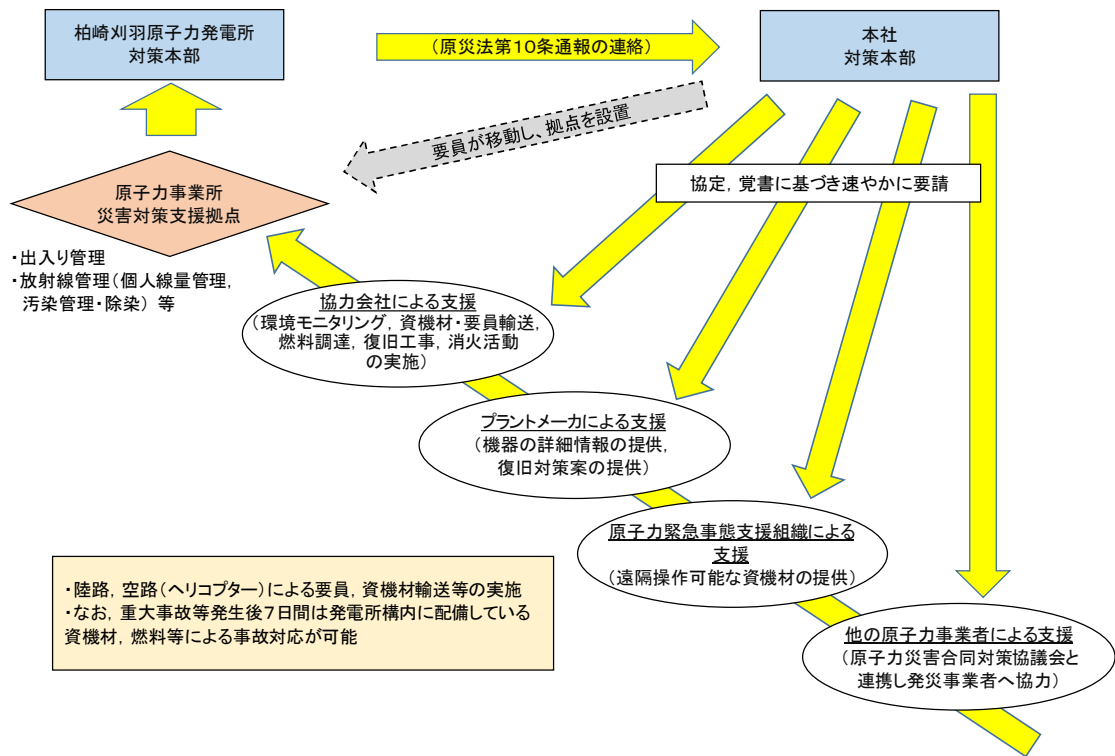 柏崎刈羽原子力発電所
対策本部
(原災法第10条通報の連絡)
本社
対策本部
要員が移動し、拠点を設置
協定，覚書に基づき速やかに要請
原子力事業所
災害対策支援拠点
・出入り管理
・放射線管理(個人線量管理，
汚染管理・除染) 等
協力会社による支援
(環境モニタリング，資機材・要員輸送，
燃料調達，復旧工事，消火活動
の実施)
プラントメーカによる支援
(機器の詳細情報の提供，
復旧対策案の提供)
原子力緊急事態支援組織による
支援
(遠隔操作可能な資機材の提供)
他の原子力事業者による支援
(原子力災害合同対策協議会と
連携し発災事業者へ協力)
・陸路，空路(ヘリコプター)による要員，資機材輸送等の実施
・なお，重大事故等発生後7日間は発電所構内に配備している
資機材，燃料等による事故対応が可能